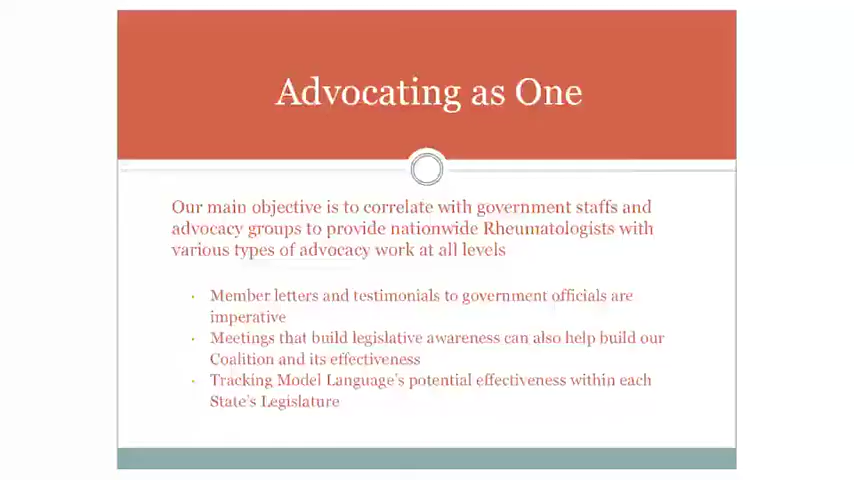 Advocating as One
Our main objective is to correlate with government staffs and
advocacy groups to provide nationwide Rheumatologists with
various types of advocacy work at all levels
· Member letters and testimonials to government officials are
imperative
· Meetings that build legislative awareness can also help build our
Coalition and its effectiveness
· Tracking Model Language's potential effectiveness within each
State's Legislature